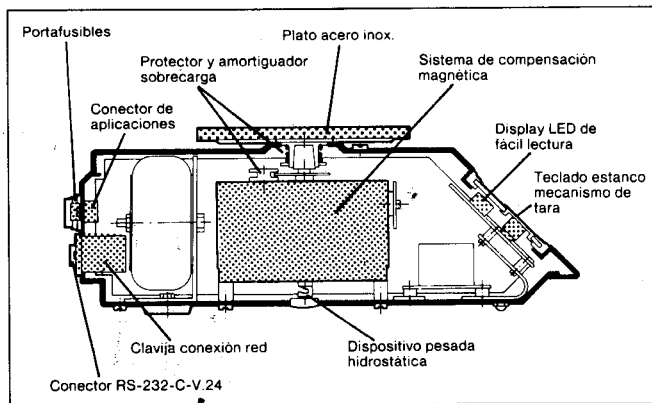 Portafusibles
Plato acero inox.
Protector y amortiguador
sobrecarga
Sistema de compensación
magnética
Conector de
aplicaciones
Display LED de
fácil lectura
Teclado estanco
mecanismo de
tara
Clavija conexión red
Dispositivo pesada
hidrostática
Conector RS-232-C-V.24